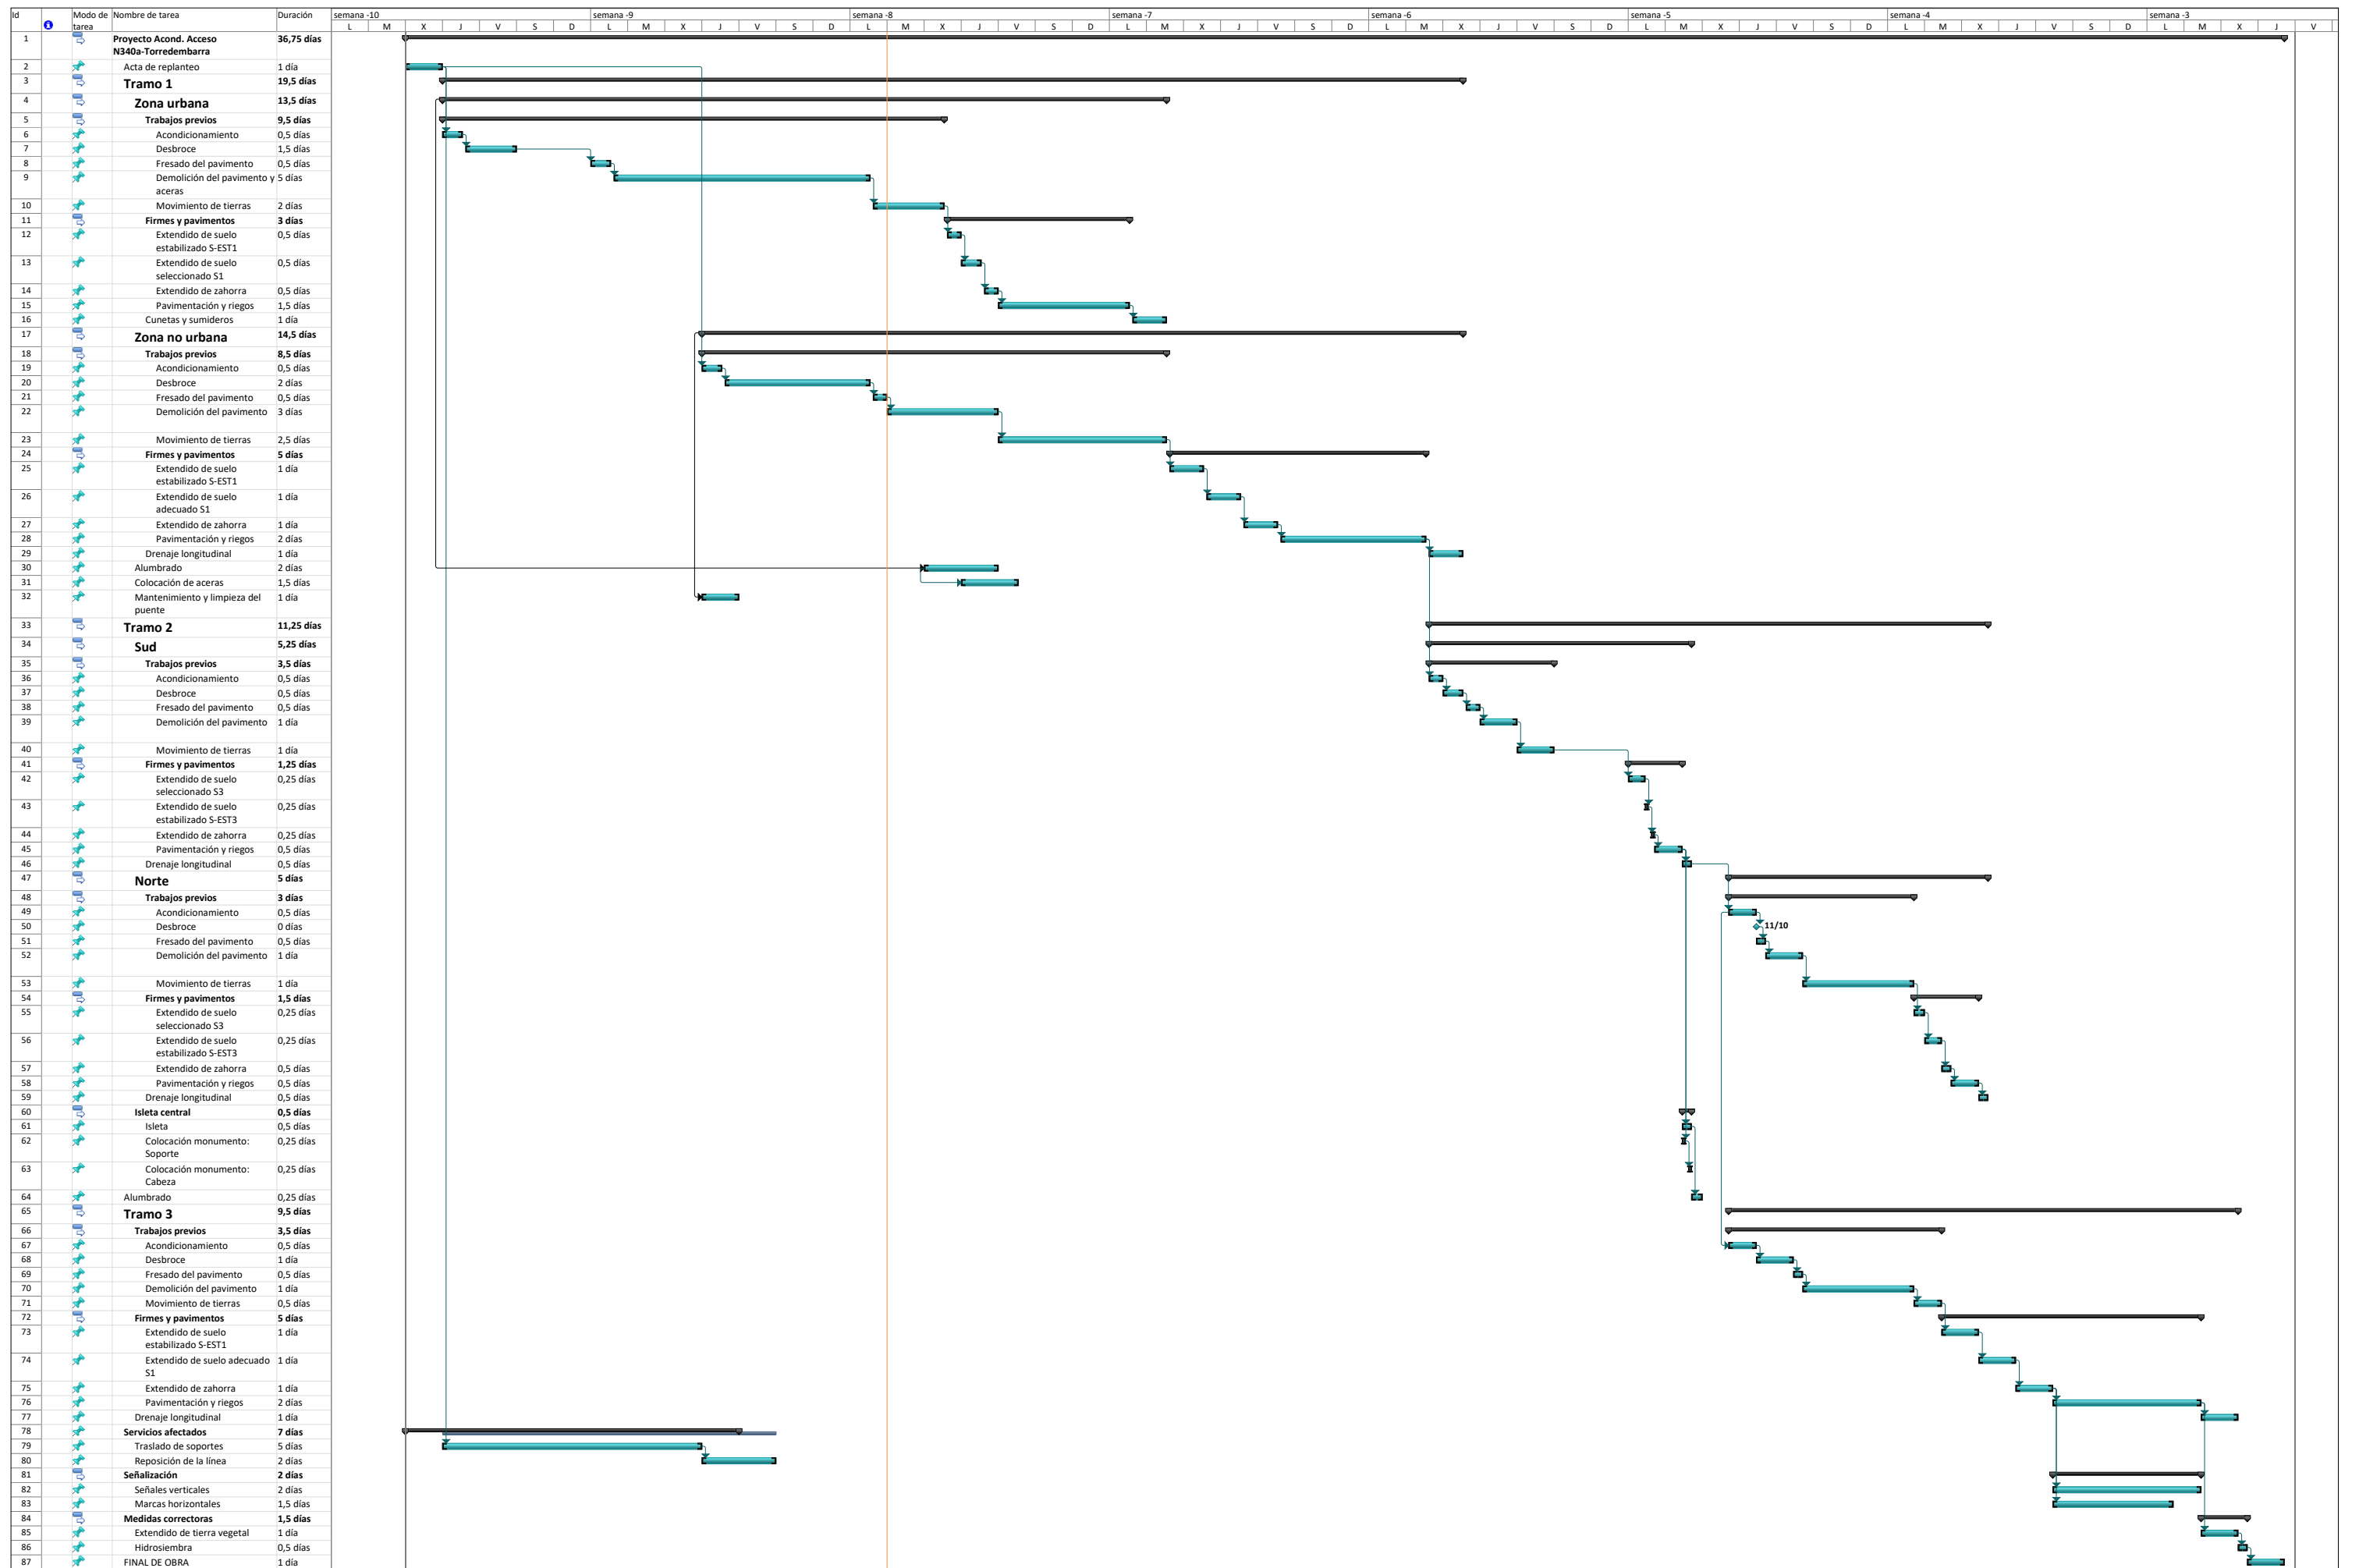 Id Modo de tarea Nombre de tarea Duración semana -10 semana -9 semana -8 semana -7 semana -6 semana -5 semana -4 semana -3
L M X J V S D L M X J V S D L M X J V S D L M X J V S D L M X J V S D L M X J V S D L M X J V S D L M X J V
1 Proyecto Acond. Acceso 36,75 días
N340a-Torredembarra
2 Acta de replanteo 1 día
3 Tramo 1 19,5 días
4 Zona urbana 13,5 días
5 Trabajos previos 9,5 días
6 Acondicionamiento 0,5 días
7 Desbroce 1,5 días
8 Fresado del pavimento 0,5 días
9 Demolición del pavimento y 5 días
aceras
10 Movimiento de tierras 2 días
11 Firmes y pavimentos 3 días
12 Extendido de suelo 0,5 días
estabilizado S-EST1
13 Extendido de suelo 0,5 días
seleccionado S1
14 Extendido de zahorra 0,5 días
15 Pavimentación y riegos 1,5 días
16 Cunetas y sumideros 1 día
17 Zona no urbana 14,5 días
18 Trabajos previos 8,5 días
19 Acondicionamiento 0,5 días
20 Desbroce 2 días
21 Fresado del pavimento 0,5 días
22 Demolición del pavimento 3 días
23 Movimiento de tierras 2,5 días
24 Firmes y pavimentos 5 días
25 Extendido de suelo 1 día
estabilizado S-EST1
26 Extendido de suelo 1 día
adecuado S1
27 Extendido de zahorra 1 día
28 Pavimentación y riegos 2 días
29 Drenaje longitudinal 1 día
30 Alumbrado 2 días
31 Colocación de aceras 1,5 días
32 Mantenimiento y limpieza del 1 día
puente
33 Tramo 2 11,25 días
34 Sud 5,25 días
35 Trabajos previos 3,5 días
36 Acondicionamiento 0,5 días
37 Desbroce 0,5 días
38 Fresado del pavimento 0,5 días
39 Demolición del pavimento 1 día
40 Movimiento de tierras 1 día
41 Firmes y pavimentos 1,25 días
42 Extendido de suelo 0,25 días
seleccionado S3
43 Extendido de suelo 0,25 días
estabilizado S-EST3
44 Extendido de zahorra 0,25 días
45 Pavimentación y riegos 0,5 días
46 Drenaje longitudinal 0,5 días
47 Norte 5 días
48 Trabajos previos 3 días
49 Acondicionamiento 0,5 días
50 Desbroce 0 días 11/10
51 Fresado del pavimento 0,5 días
52 Demolición del pavimento 1 día
53 Movimiento de tierras 1 día
54 Firmes y pavimentos 1,5 días
55 Extendido de suelo 0,25 días
seleccionado S3
56 Extendido de suelo 0,25 días
estabilizado S-EST3
57 Extendido de zahorra 0,5 días
58 Pavimentación y riegos 0,5 días
59 Drenaje longitudinal 0,5 días
60 Isleta central 0,5 días
61 Isleta 0,5 días
62 Colocación monumento: 0,25 días
Soporte
63 Colocación monumento: 0,25 días
Cabeza
64 Alumbrado 0,25 días
65 Tramo 3 9,5 días
66 Trabajos previos 3,5 días
67 Acondicionamiento 0,5 días
68 Desbroce 1 día
69 Fresado del pavimento 0,5 días
70 Demolición del pavimento 1 día
71 Movimiento de tierras 0,5 días
72 Firmes y pavimentos 5 días
73 Extendido de suelo 1 día
estabilizado S-EST1
74 Extendido de suelo adecuado 1 día
S1
75 Extendido de zahorra 1 día
76 Pavimentación y riegos 2 días
77 Drenaje longitudinal 1 día
78 Servicios afectados 7 días
79 Traslado de soportes 5 días
80 Reposición de la línea 2 días
81 Señalización 2 días
82 Señales verticales 2 días
83 Marcas horizontales 1,5 días
84 Medidas correctoras 1,5 días
85 Extendido de tierra vegetal 1 día
86 Hidrosiembra 0,5 días
87 FINAL DE OBRA 1 día